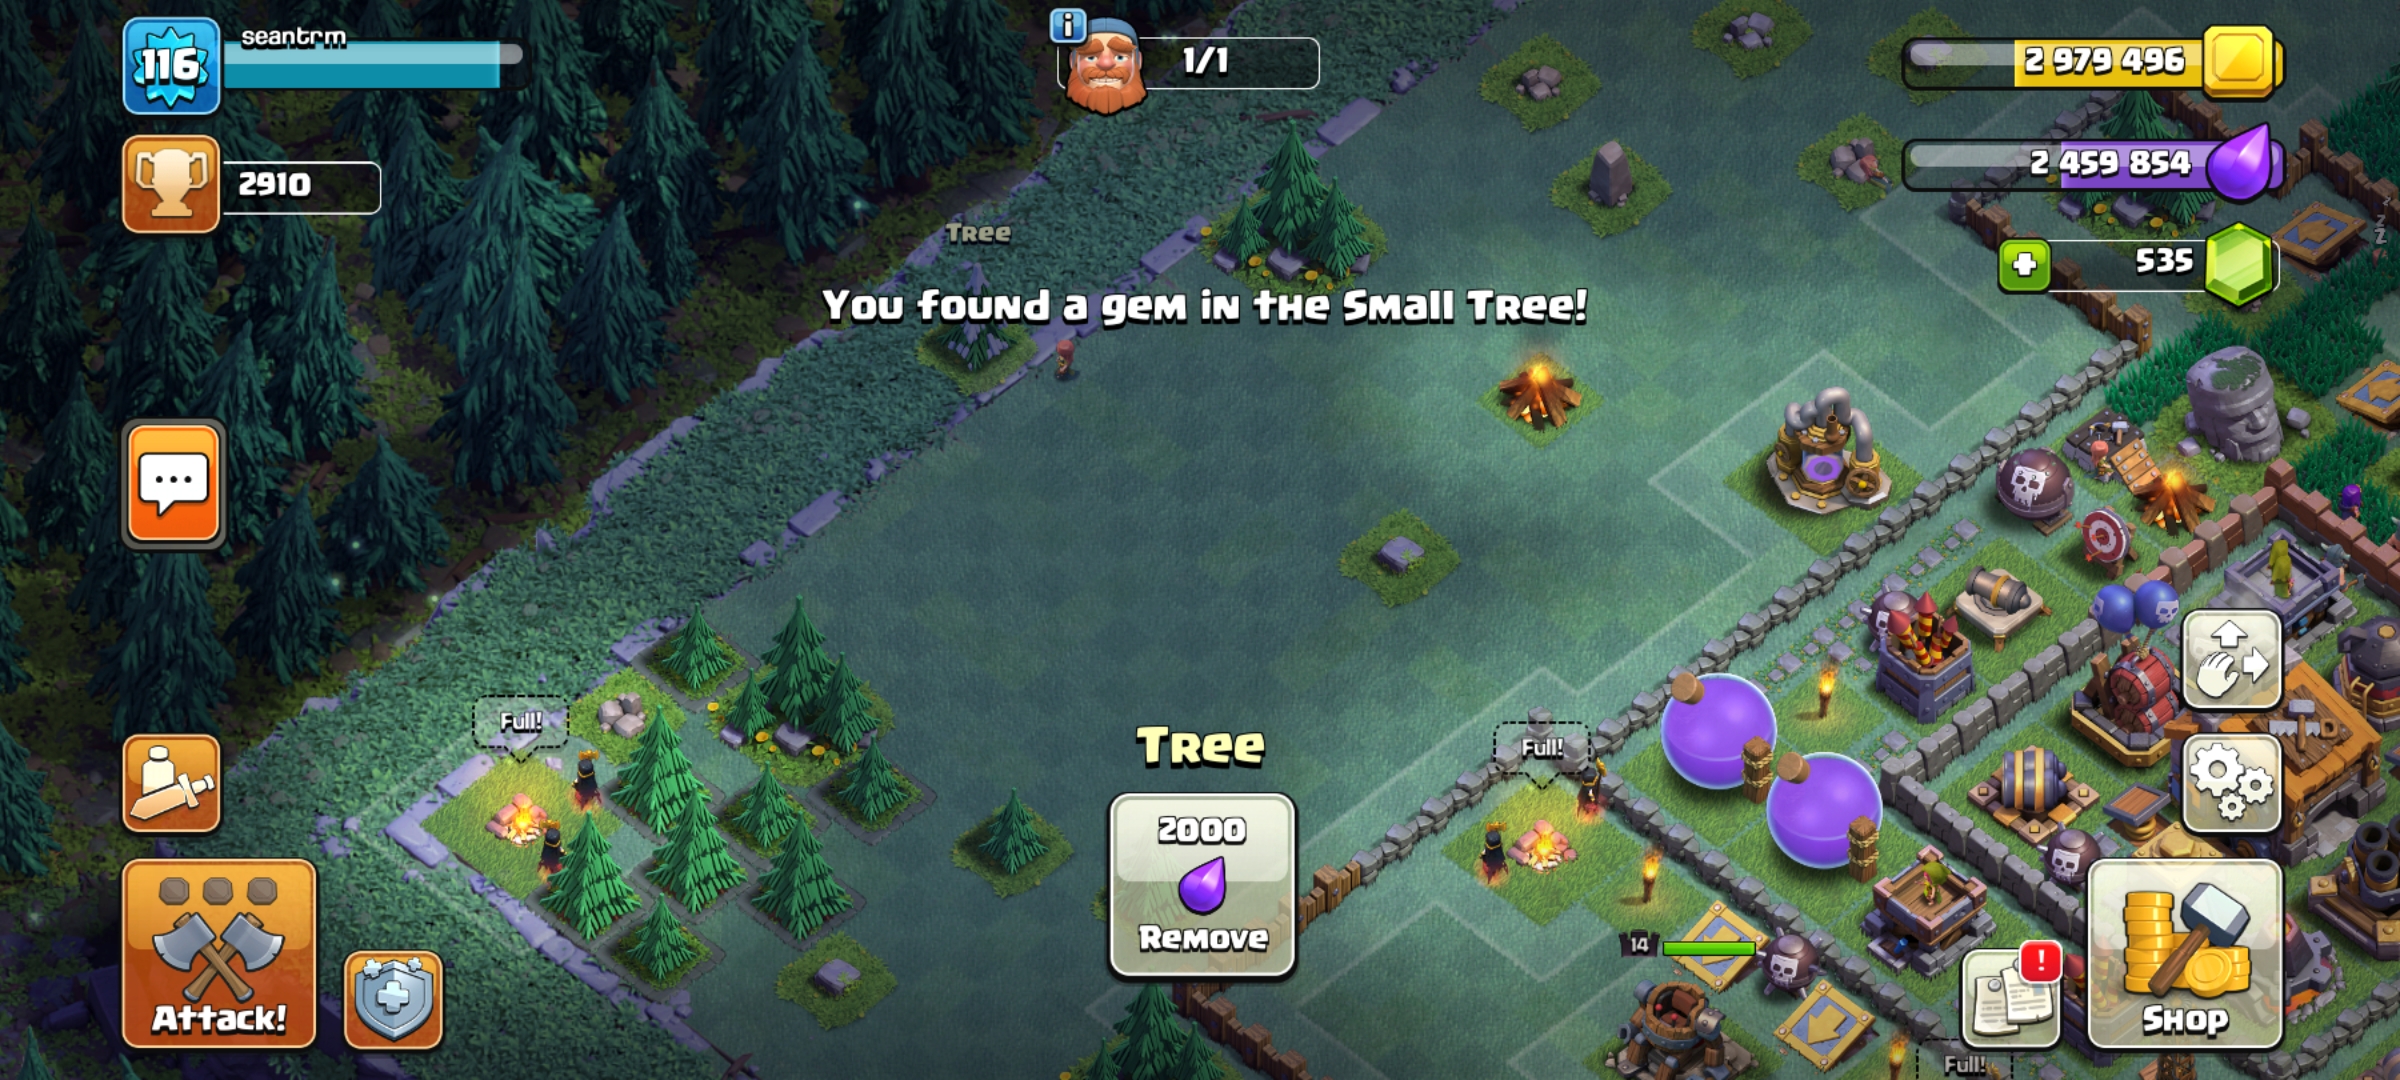 116
seantrm
i
1/1
2 979 496
2910
2 459 854
Tree
535
You found a gem in the Small Tree!
Full!
Tree
Full!
2000
Remove
14
!
Attack!
Shop
Full!